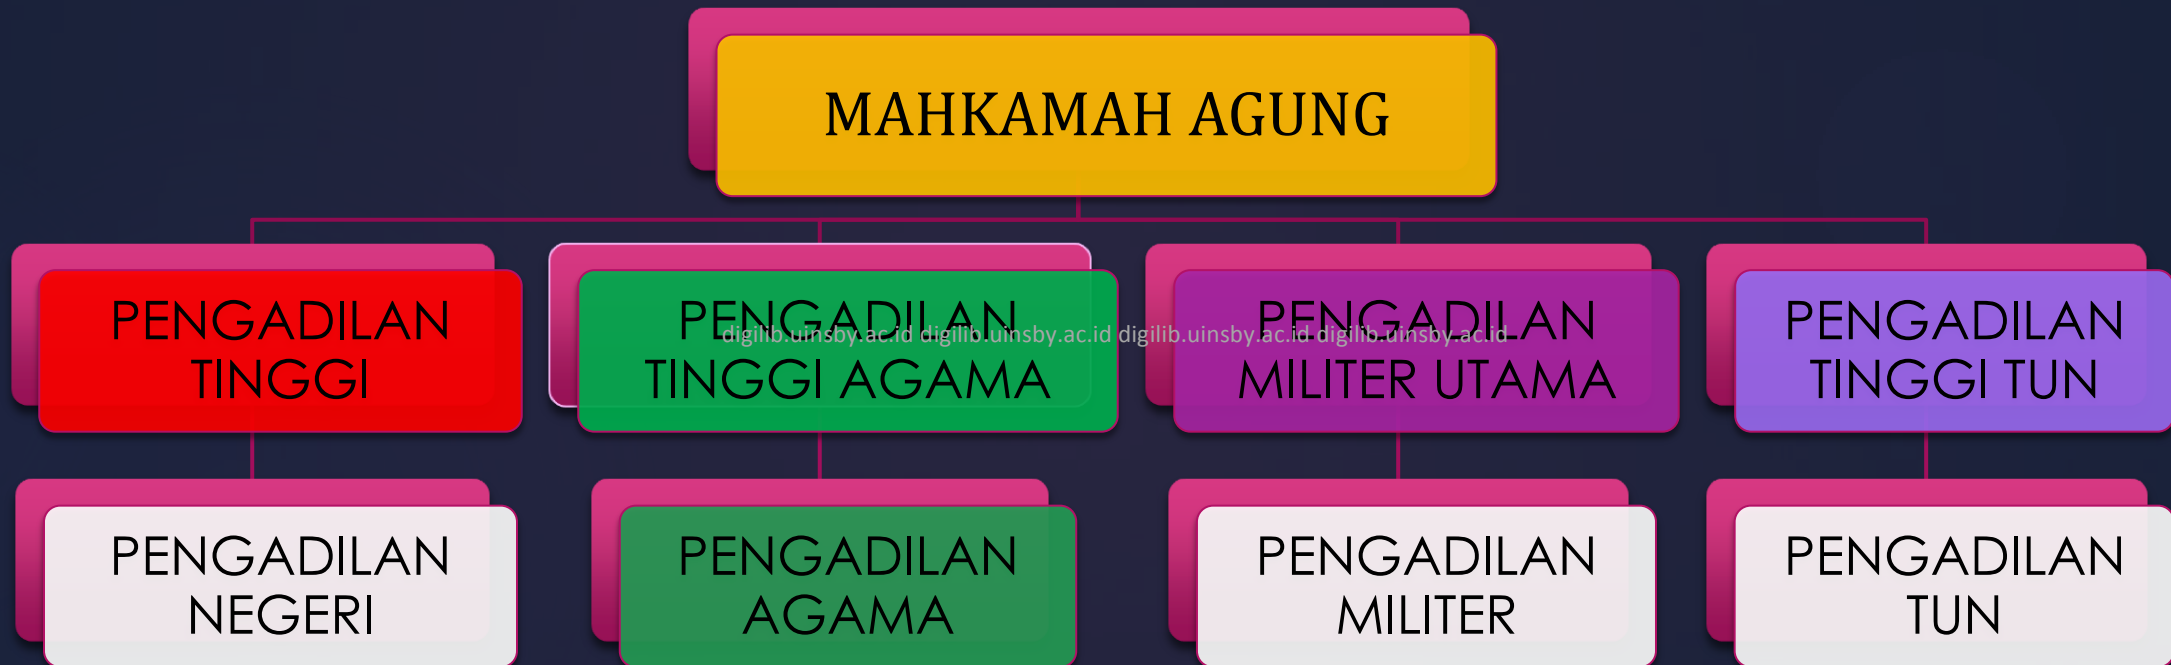 MAHKAMAH AGUNG
PENGADILAN
TINGGI
PENGADILAN
TINGGI AGAMA
PENGADILAN
MILITER UTAMA
PENGADILAN
TINGGI TUN
digilib.uinsby.ac.id digilib.uinsby.ac.id digilib.uinsby.ac.id digilib.uinsby.ac.id
PENGADILAN
NEGERI
PENGADILAN
AGAMA
PENGADILAN
MILITER
PENGADILAN
TUN